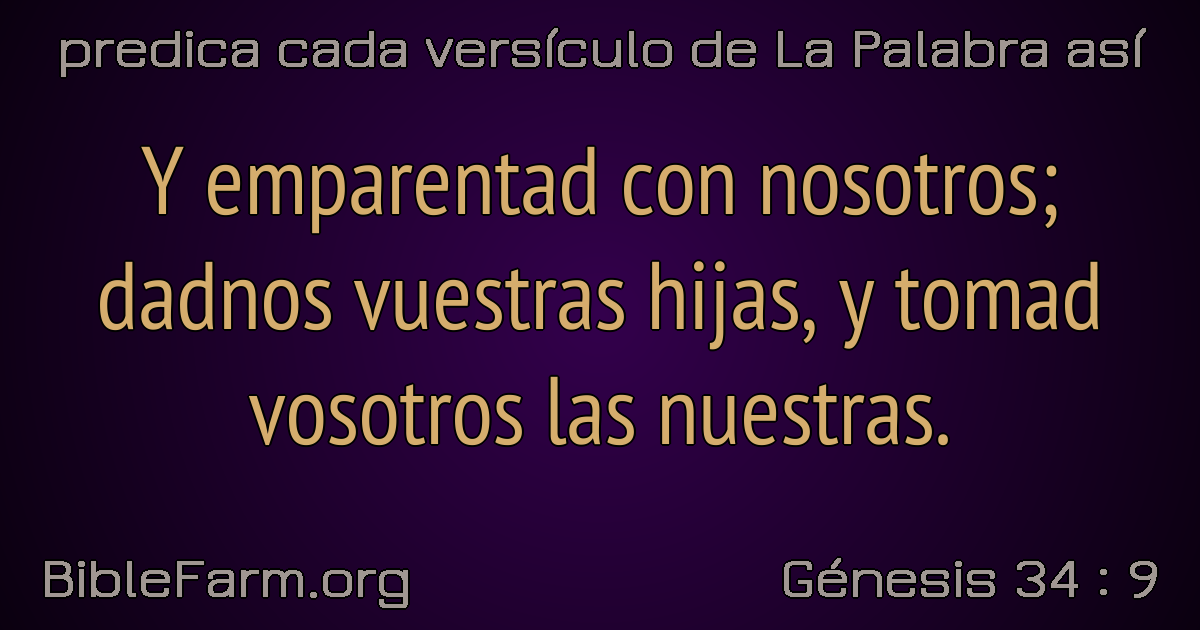 predica cada versículo de La Palabra así
Y emparentad con nosotros;
dadnos vuestras hijas, y tomad
vosotros las nuestras.
BibleFarm.org
Génesis 34 : 9